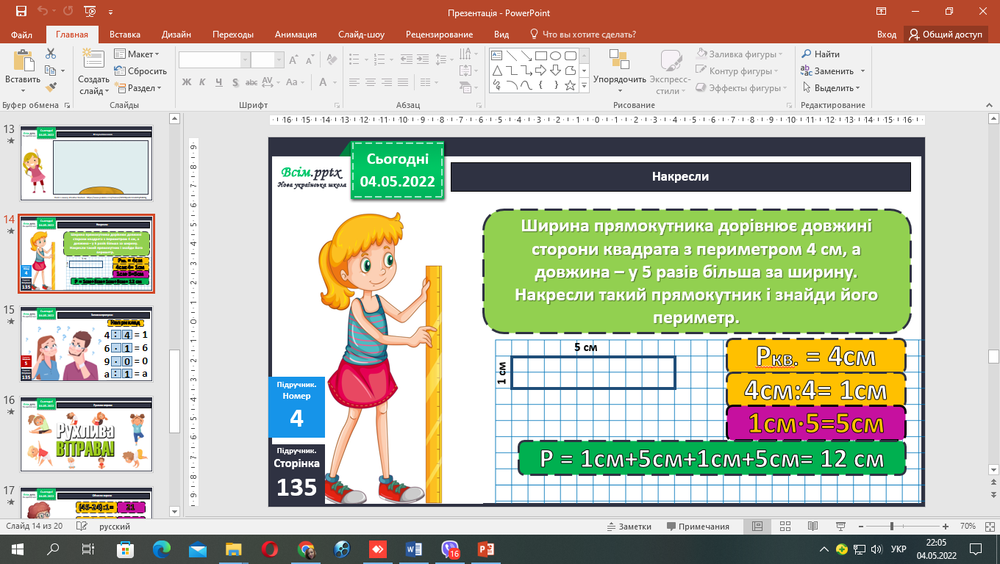 Презентація - PowerPoint
Файл
Главная
Вставка
Дизайн
Переходы
Анимация
Слайд-шоу
Рецензирование
Вид
Что вы хотите сделать?
Вход
Общий доступ
Вставить
Создать слайд
Макет
Сбросить
Раздел
Упорядочить
Экспресс-стили
Заливка фигуры
Контур фигуры
Эффекты фигуры
Найти
Заменить
Выделить
Буфер обмена
Слайды
Шрифт
Абзац
Рисование
Редактирование
13
14
15
Наприклад
4 : 4 = 1
6 · 1 = 6
9 · 0 = 0
а : 1 = а
16
РУХЛИВА
ВПРАВА!
17
(45-24):1= 21
Всім.pptx
Нова українська школа
Сьогодні
04.05.2022
Накресли
Ширина прямокутника дорівнює довжині
сторони квадрата з периметром 4 см, а
довжина – у 5 разів більша за ширину.
Накресли такий прямокутник і знайди його
периметр.
5 см
1 см
Pкв. = 4см
4см:4= 1см
1см·5=5см
P = 1см+5см+1см+5см= 12 см
Підручник.
Номер
4
Підручник.
Сторінка
135
Слайд 14 из 20
русский
Заметки
Примечания
70%
16
УКР
22:05
04.05.2022